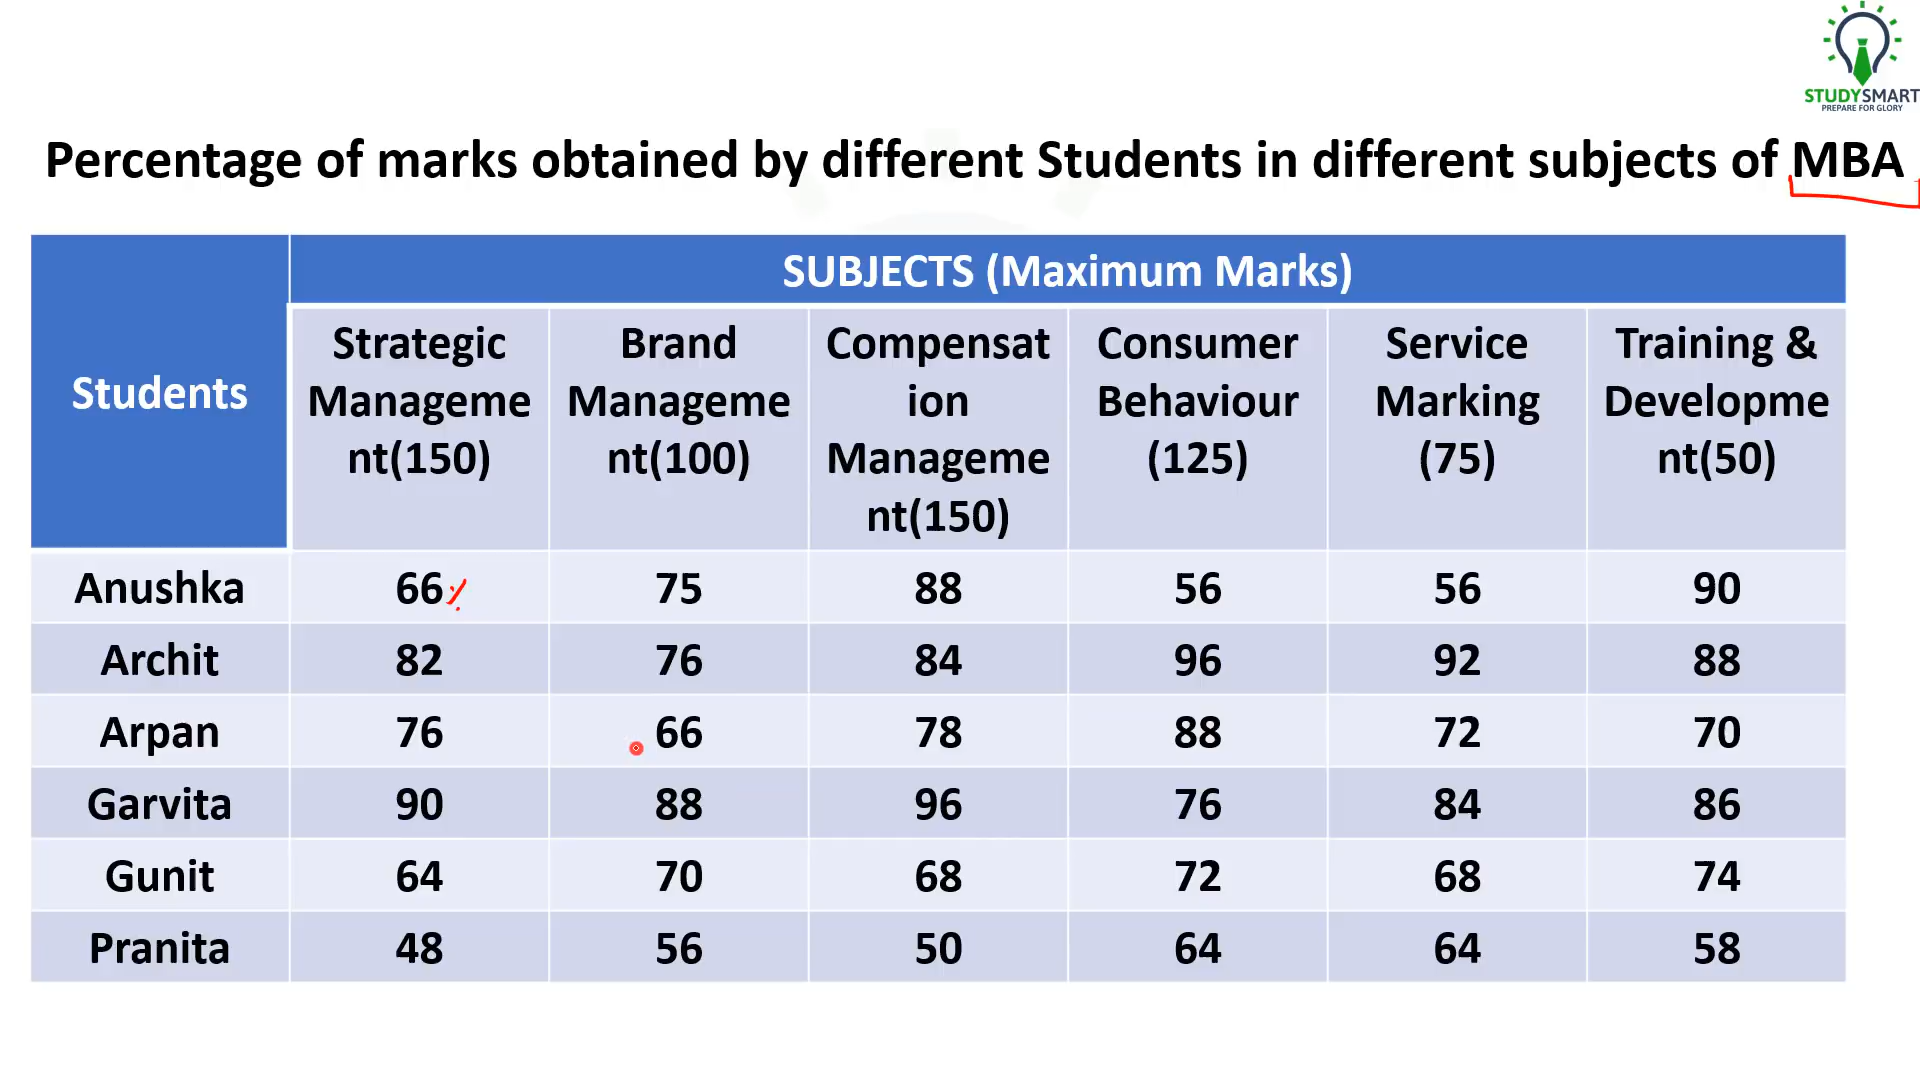 STUDYSMART
PREPARE FOR GLORY
Percentage of marks obtained by different Students in different subjects of MBA
Students
SUBJECTS (Maximum Marks)
Strategic
Manageme
nt(150)
Brand
Manageme
nt(100)
Compensat
ion
Manageme
nt(150)
Consumer
Behaviour
(125)
Service
Marking
(75)
Training &
Developme
nt(50)
Anushka 66% 75 88 56 56 90
Archit 82 76 84 96 92 88
Arpan 76 66 78 88 72 70
Garvita 90 88 96 76 84 86
Gunit 64 70 68 72 68 74
Pranita 48 56 50 64 64 58